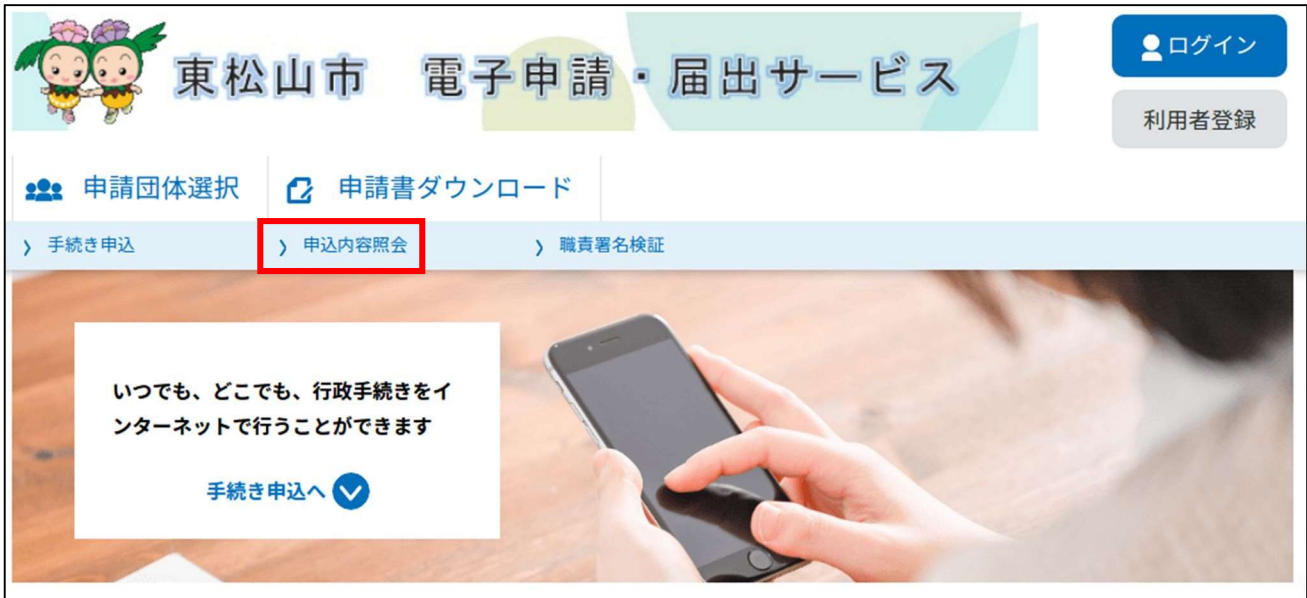 東松山市 電子申請・届出サービス
ログイン
利用者登録
申請団体選択
申請書ダウンロード
手続き申込
申込内容照会
職責署名検証
いつでも、どこでも、行政手続きをイ
ンターネットで行うことができます
手続き申込へ